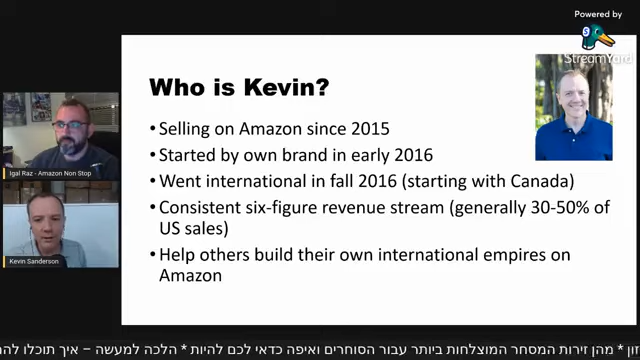 Powered by
StreamYard
Who is Kevin?
• Selling on Amazon since 2015
• Started by own brand in early 2016
• Went international in fall 2016 (starting with Canada)
• Consistent six-figure revenue stream (generally 30-50% of
US sales)
• Help others build their own international empires on
Amazon
Igal Raz - Amazon Non Stop
Kevin Sanderson
* מהן זירות המסחר המוצלחות ביותר עבור הסוחרים ואיפה כדאי לכם להיות * הלכה למעשה – איך תוכלו